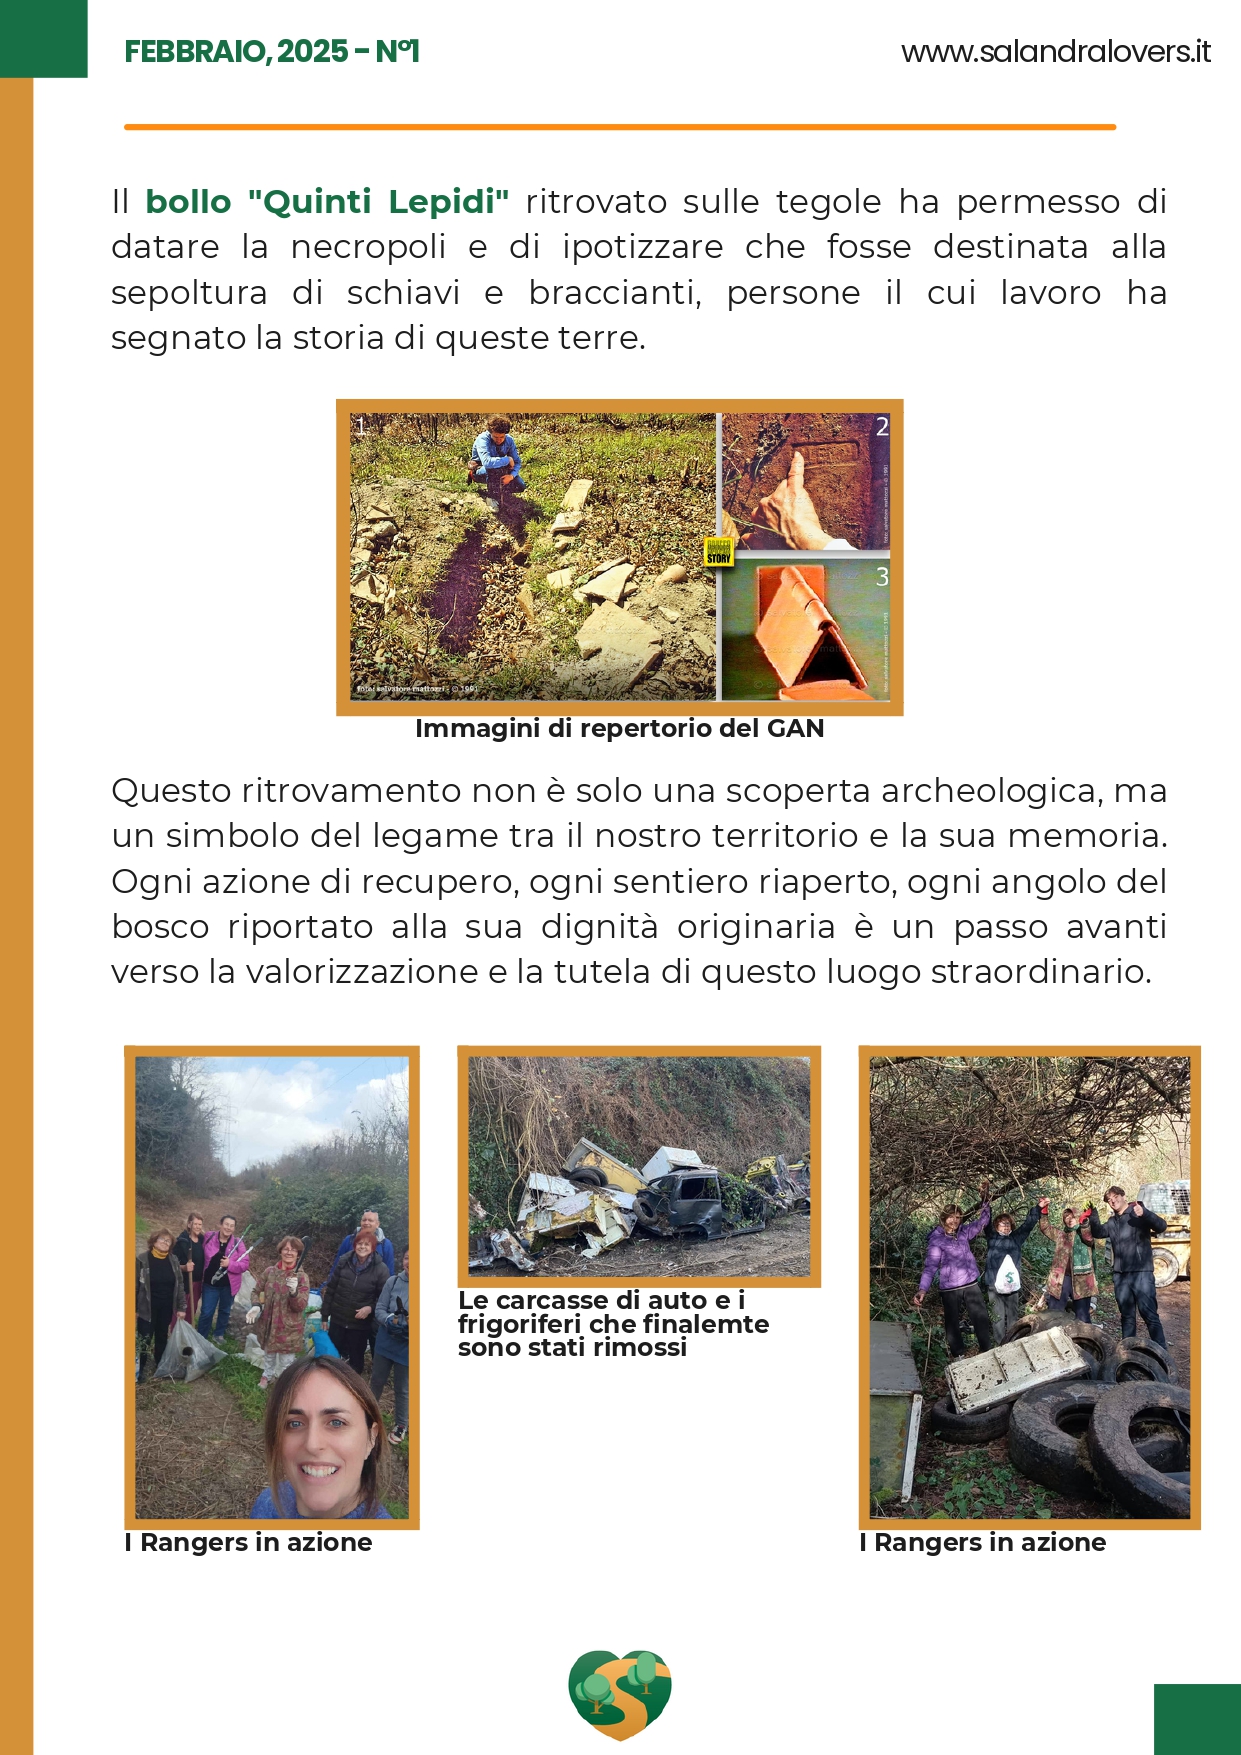 FEBBRAIO, 2025 – N°1
www.salandralovers.it
Il bollo "Quinti Lepidi" ritrovato sulle tegole ha permesso di
datare la necropoli e di ipotizzare che fosse destinata alla
sepoltura di schiavi e braccianti, persone il cui lavoro ha
segnato la storia di queste terre.
1
2
STORY
3
foto: salvatore mattozzi - © 1991
Immagini di repertorio del GAN
Questo ritrovamento non è solo una scoperta archeologica, ma
un simbolo del legame tra il nostro territorio e la sua memoria.
Ogni azione di recupero, ogni sentiero riaperto, ogni angolo del
bosco riportato alla sua dignità originaria è un passo avanti
verso la valorizzazione e la tutela di questo luogo straordinario.
Le carcasse di auto e i
frigoriferi che finalemte
sono stati rimossi
I Rangers in azione
I Rangers in azione